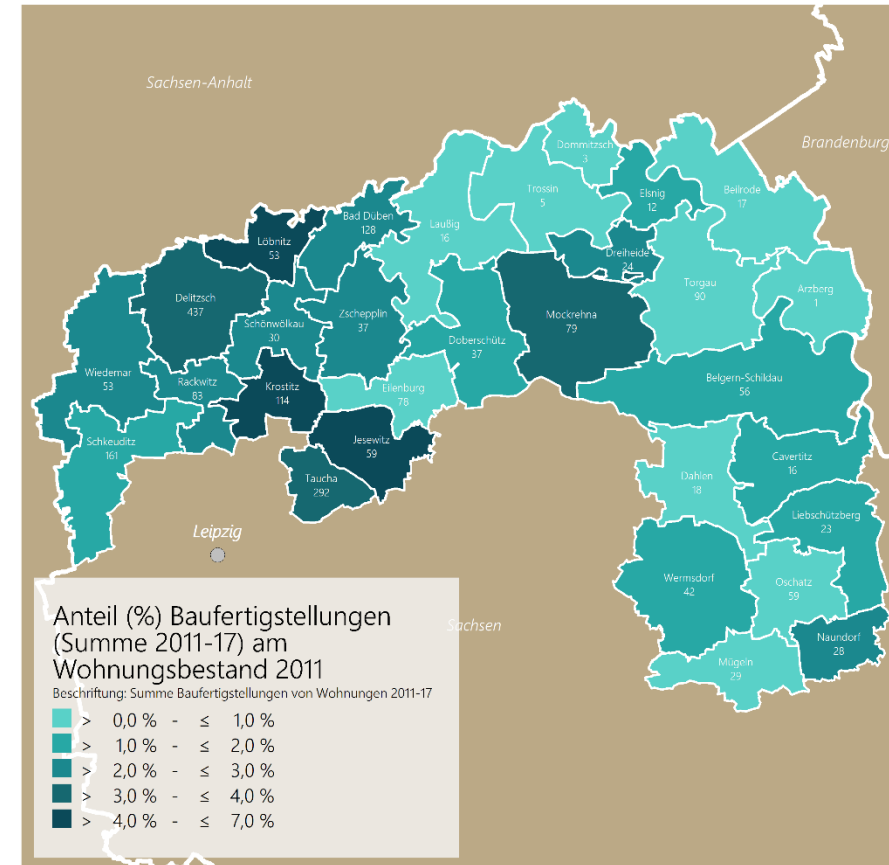 Sachsen-Anhalt
Brandenburg
Dommitzsch
3
Trossin
5
Elsnig
12
Beilrode
17
Bad Düben
128
Laußig
16
Löbnitz
53
Dreiheide
24
Torgau
90
Arzberg
1
Delitzsch
437
Zschepplin
37
Schönwölkau
30
Mockrehna
79
Doberschütz
37
Wiedemar
53
Rackwitz
83
Krostitz
114
Eilenburg
78
Belgern-Schildau
56
Schkeuditz
161
Jesewitz
59
Taucha
292
Cavertitz
16
Dahlen
18
Liebschützberg
23
Leipzig
Wermsdorf
42
Oschatz
59
Sachsen
Naundorf
28
Mügeln
29
Anteil (%) Baufertigstellungen
(Summe 2011-17) am
Wohnungsbestand 2011
Beschriftung: Summe Baufertigstellungen von Wohnungen 2011-17
> 0,0 % - ≤ 1,0 %
> 1,0 % - ≤ 2,0 %
> 2,0 % - ≤ 3,0 %
> 3,0 % - ≤ 4,0 %
> 4,0 % - ≤ 7,0 %